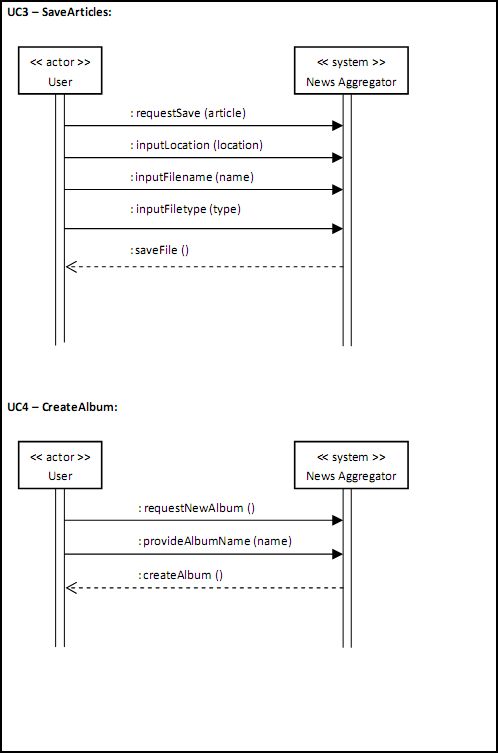 UC3 – SaveArticles:
<< actor >>
User
<< system >>
News Aggregator
: requestSave (article)
: inputLocation (location)
: inputFilename (name)
: inputFiletype (type)
: saveFile ()
UC4 – CreateAlbum:
<< actor >>
User
<< system >>
News Aggregator
: requestNewAlbum ()
: provideAlbumName (name)
: createAlbum ()